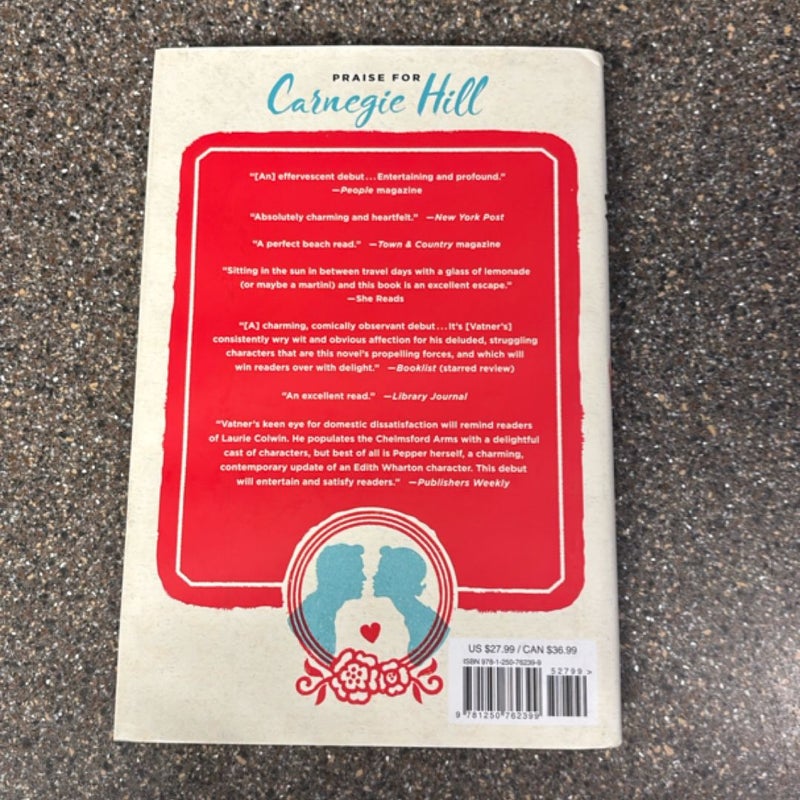 PRAISE FOR
Carnegie Hill
"[An] effervescent debut...Entertaining and profound."
—People magazine
"Absolutely charming and heartfelt." —New York Post
"A perfect beach read." —Town & Country magazine
"Sitting in the sun in between travel days with a glass of lemonade
(or maybe a martini) and this book is an excellent escape."
—She Reads
"[A] charming, comically observant debut...It's [Vatner's]
consistently wry wit and obvious affection for his deluded, struggling
characters that are this novel's propelling forces, and which will
win readers over with delight." —Booklist (starred review)
"An excellent read." —Library Journal
"Vatner's keen eye for domestic dissatisfaction will remind readers
of Laurie Colwin. He populates the Chelmsford Arms with a delightful
cast of characters, but best of all is Pepper herself, a charming,
contemporary update of an Edith Wharton character. This debut
will entertain and satisfy readers." —Publishers Weekly
US $27.99 / CAN $36.99
ISBN 978-1-250-76239-9
52799>
9 781250 762399